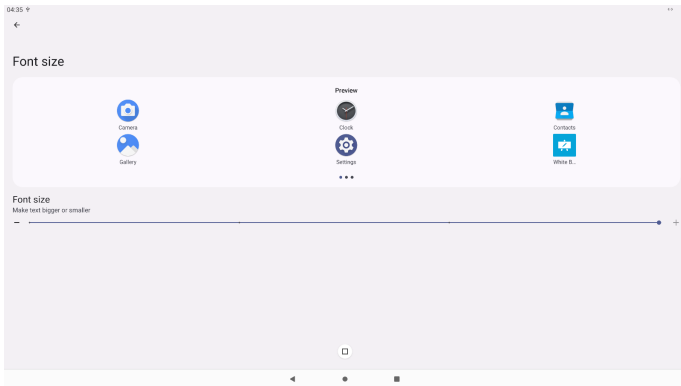 04:35
Font size
Preview
Camera
Clock
Contacts
Gallery
Settings
White B...
Font size
Make text bigger or smaller